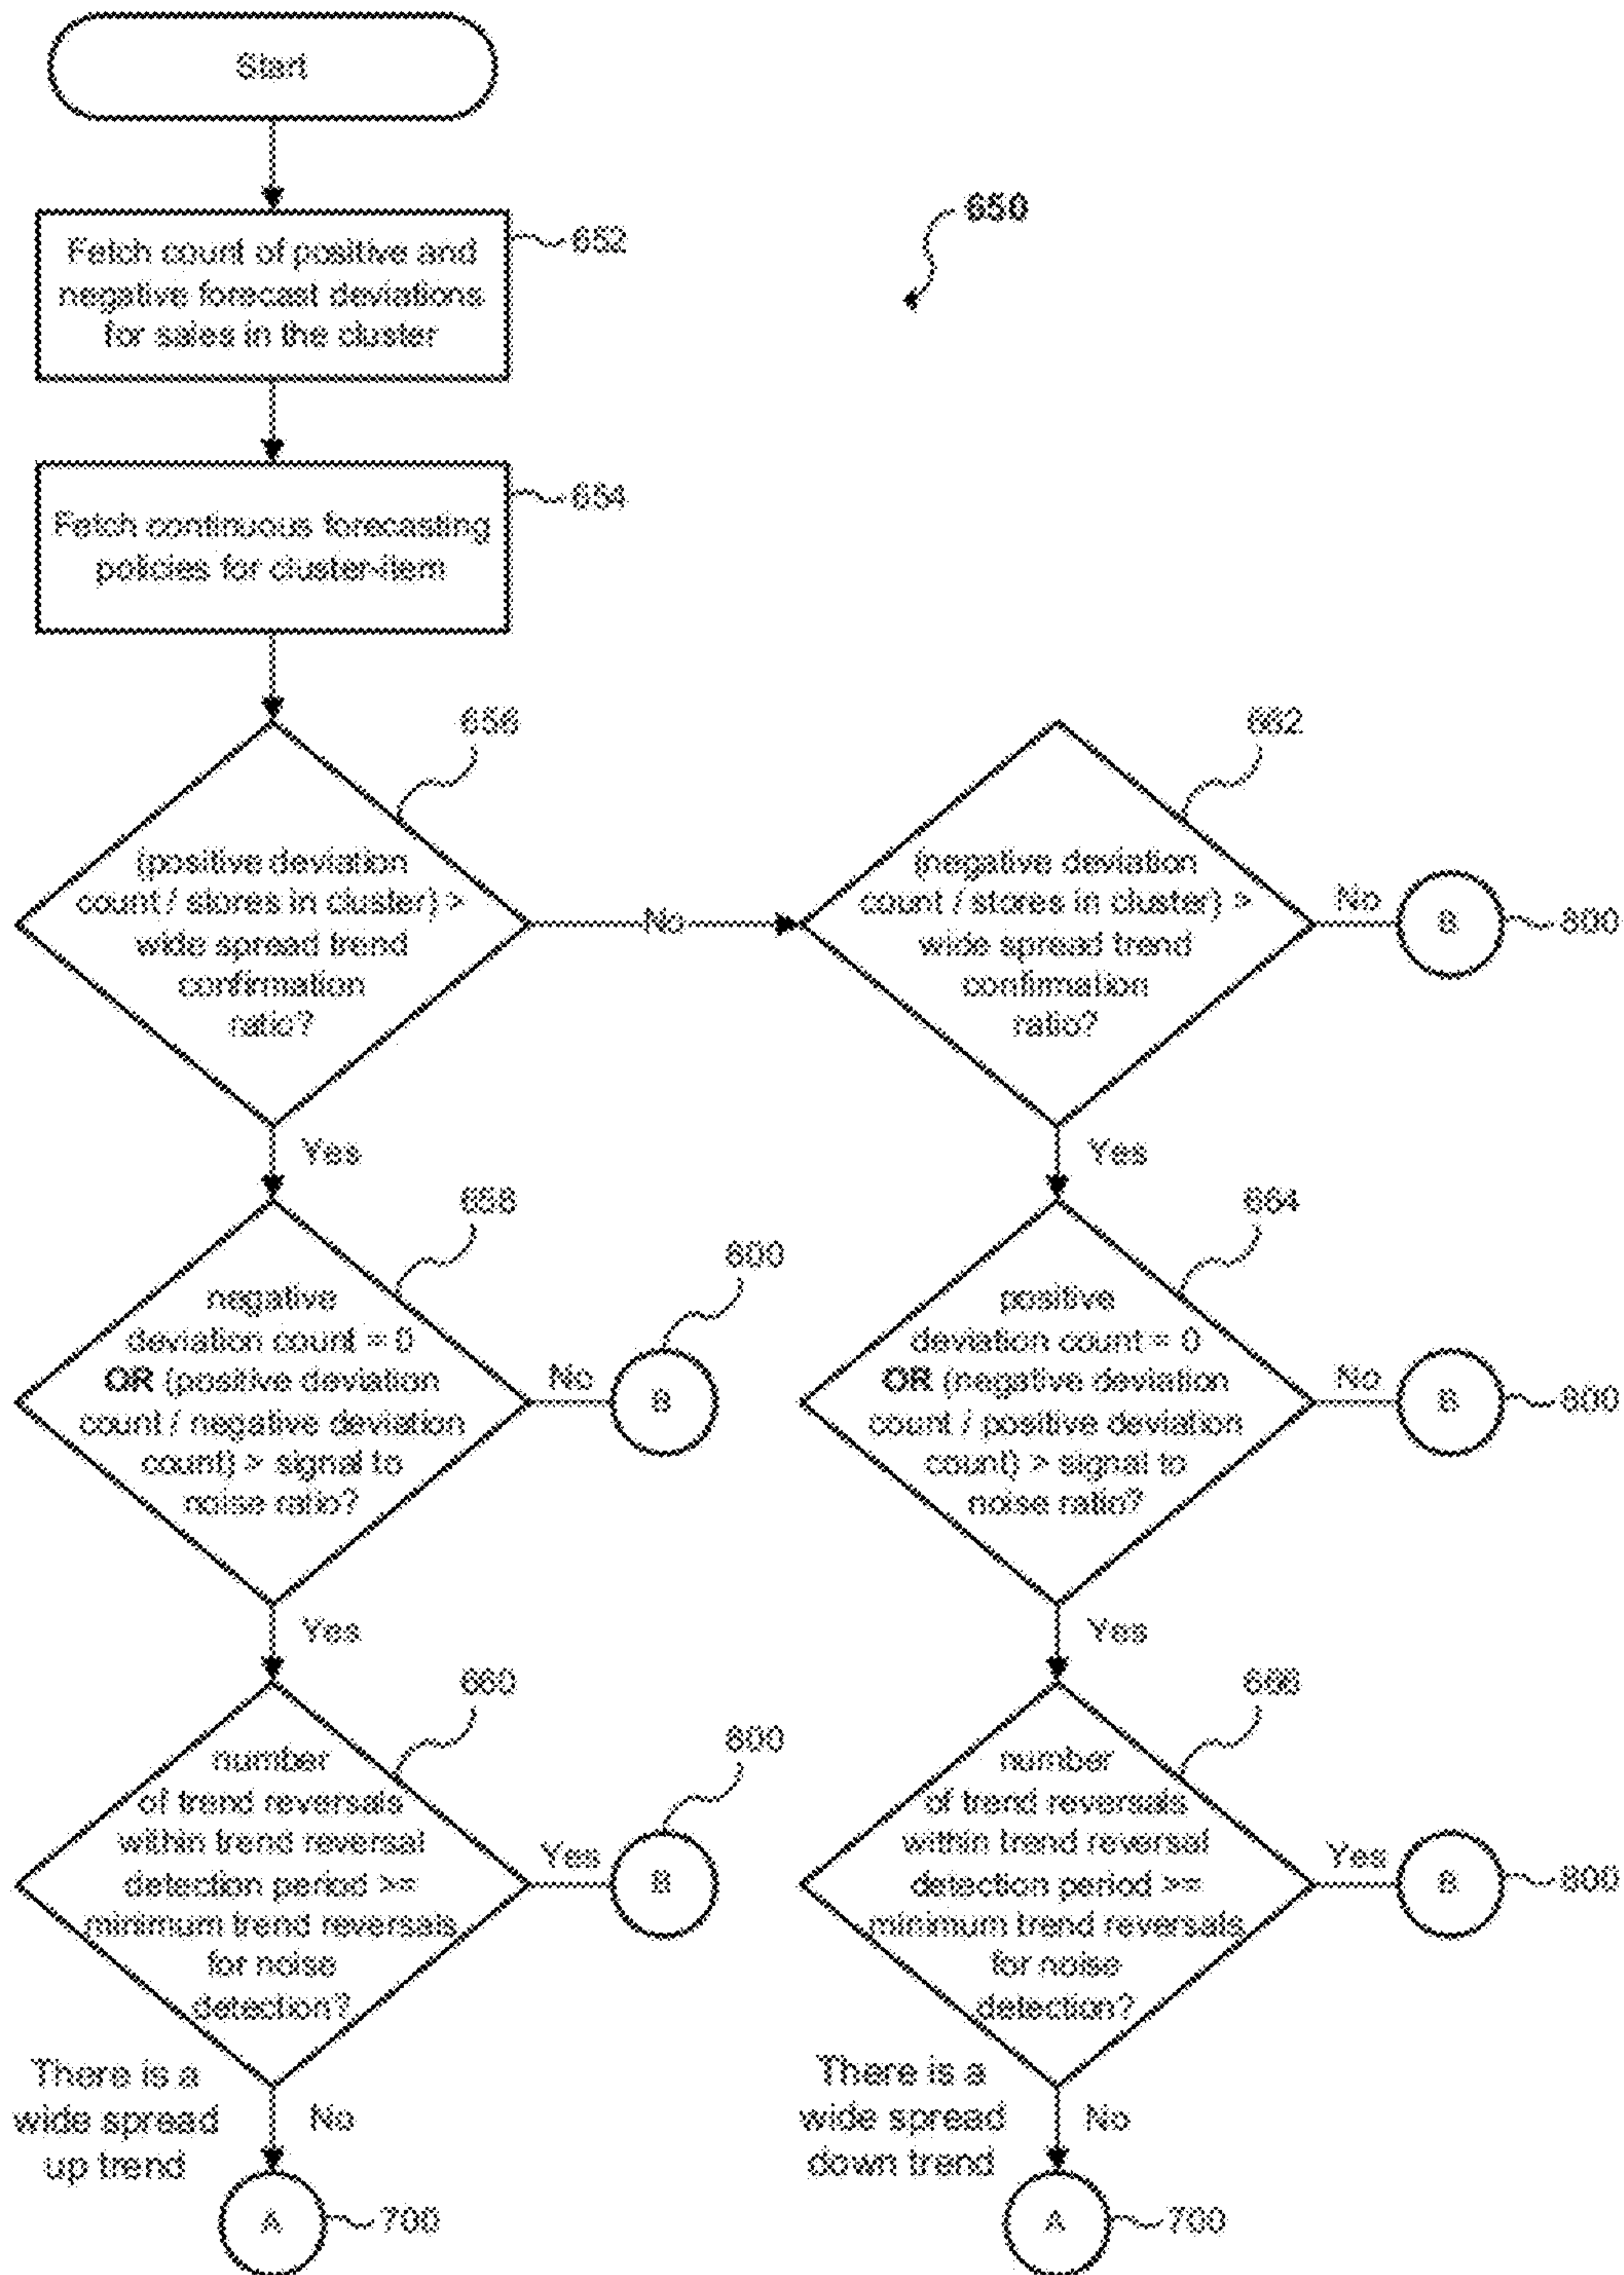 Start
650
Fetch count of positive and
negative forecast deviations
for sales in the cluster
652
Fetch continuous forecasting
policies for cluster-item
654
656
(positive deviation
count / stores in cluster) >
wide spread trend
confirmation
ratio?
No
662
(negative deviation
count / stores in cluster) >
wide spread trend
confirmation
ratio?
No
B
800
Yes
Yes
658
negative
deviation count = 0
OR (positive deviation
count / negative deviation
count) > signal to
noise ratio?
No
800
B
664
positive
deviation count = 0
OR (negative deviation
count / positive deviation
count) > signal to
noise ratio?
No
B
800
Yes
Yes
660
number
of trend reversals
within trend reversal
detection period >=
minimum trend reversals
for noise
detection?
Yes
800
B
number
of trend reversals
within trend reversal
detection period >=
minimum trend reversals
for noise
detection?
Yes
B
800
There is a
wide spread
up trend
No
A
700
There is a
wide spread
down trend
No
A
700